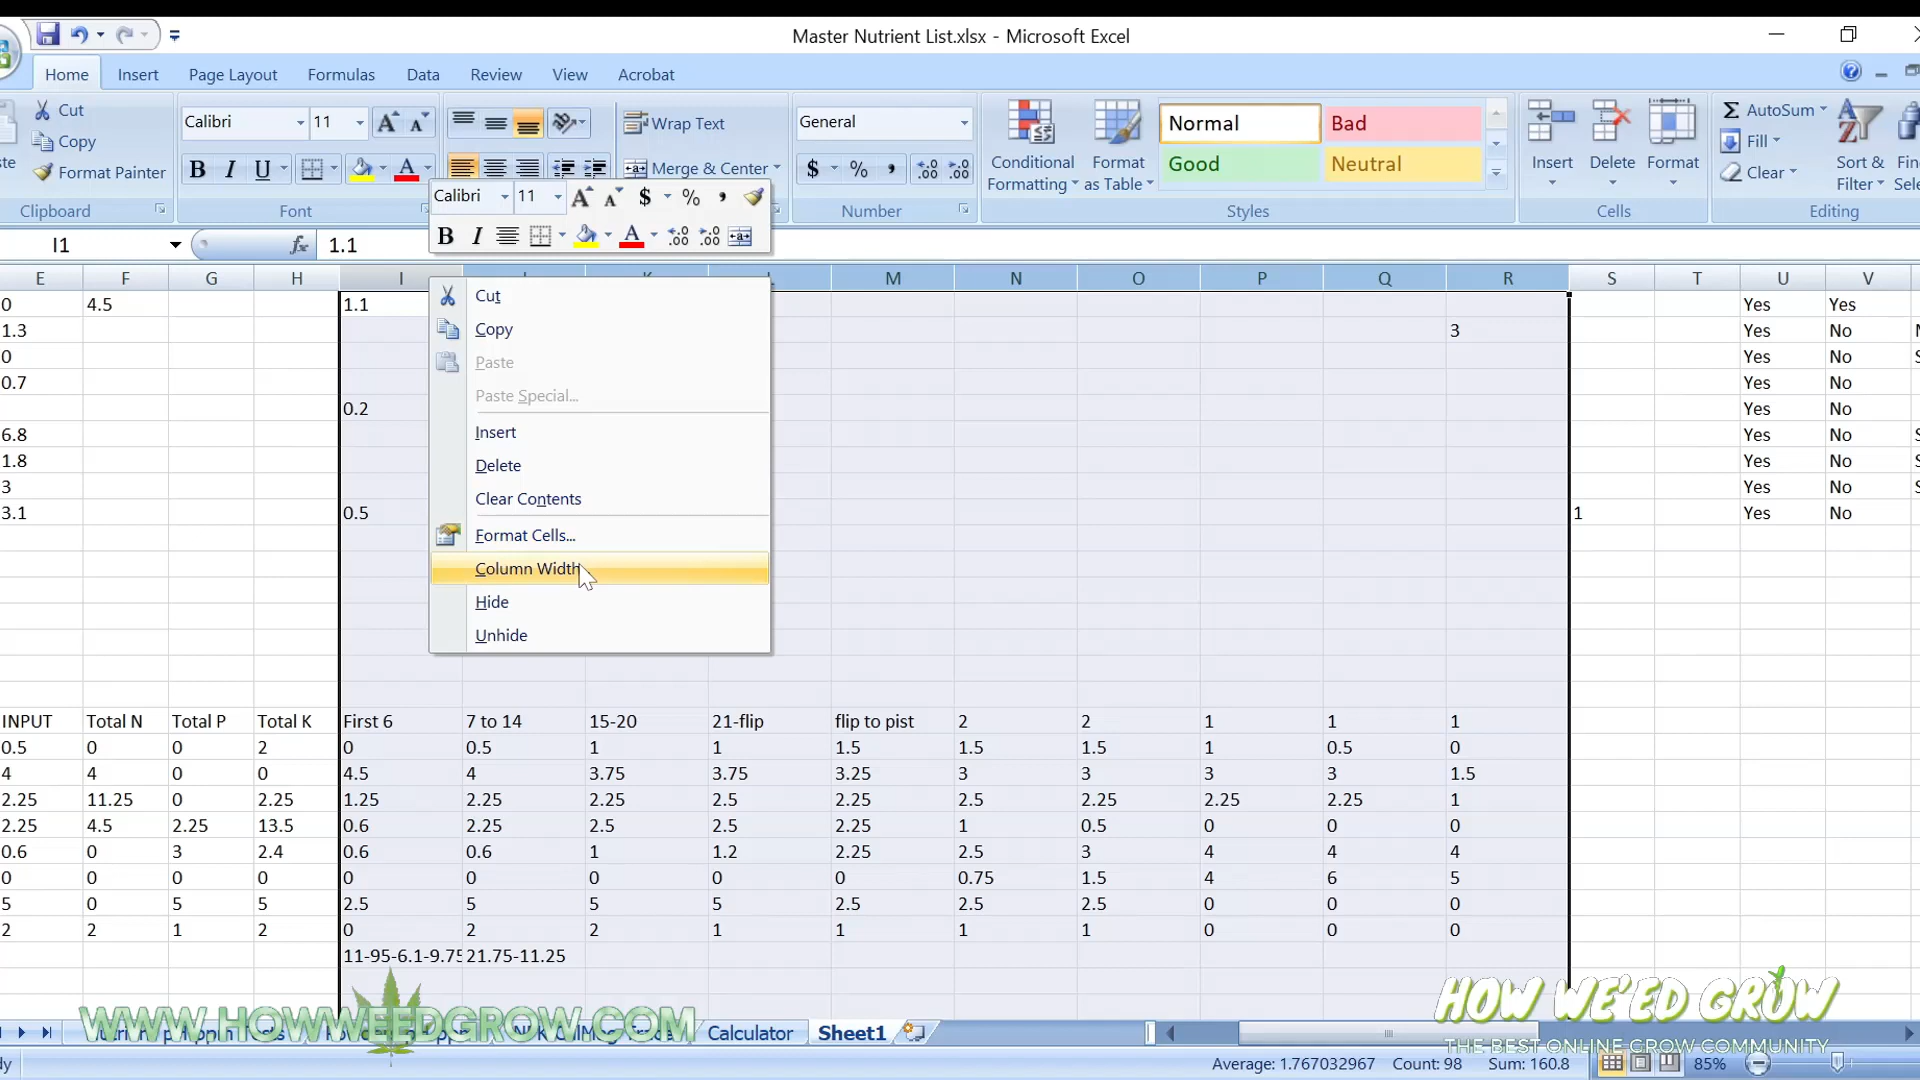 Master Nutrient List.xlsx - Microsoft Excel
Home Insert Page Layout Formulas Data Review View Acrobat
Cut
Copy
Format Painter
Clipboard
Calibri 11
B I U
Font
Wrap Text
Merge & Center
General
$ % ,
Number
Conditional Formatting
Format as Table
Normal Bad
Good Neutral
Styles
Insert Delete Format
Cells
Σ AutoSum
Fill
Clear
Sort & Filter
Editing
Calibri 11 A A $ % ,
B I A
I1 fx 1.1
E F G H I M N O P Q R S T U V
0 4.5 1.1 Yes Yes
1.3 3 Yes No
0 Yes No
0.7 Yes No
0.2 Yes No
6.8 Yes No
1.8 Yes No
3 Yes No
3.1 0.5 1 Yes No
Cut
Copy
Paste
Paste Special...
Insert
Delete
Clear Contents
Format Cells...
Column Width
Hide
Unhide
INPUT Total N Total P Total K First 6 7 to 14 15-20 21-flip flip to pist 2 2 1 1 1
0.5 0 0 2 0 0.5 1 1 1.5 1.5 1.5 1 0.5 0
4 4 0 0 4.5 4 3.75 3.75 3.25 3 3 3 3 1.5
2.25 11.25 0 2.25 1.25 2.25 2.25 2.5 2.25 2.5 2.25 2.25 2.25 1
2.25 4.5 2.25 13.5 0.6 2.25 2.5 2.5 2.25 1 0.5 0 0 0
0.6 0 3 2.4 0.6 0.6 1 1.2 2.25 2.5 3 4 4 4
0 0 0 0 0 0 0 0 0 0.75 1.5 4 6 5
5 0 5 5 2.5 5 5 5 2.5 2.5 2.5 0 0 0
2 2 1 2 0 2 2 1 1 1 1 0 0 0
11-95-6.1-9.75 21.75-11.25
WWW.HOWWEEDGROW.COM
HOW WE'ED GROW
THE BEST ONLINE GROW COMMUNITY
Calculator Sheet1
Average: 1.767032967 Count: 98 Sum: 160.8 85%